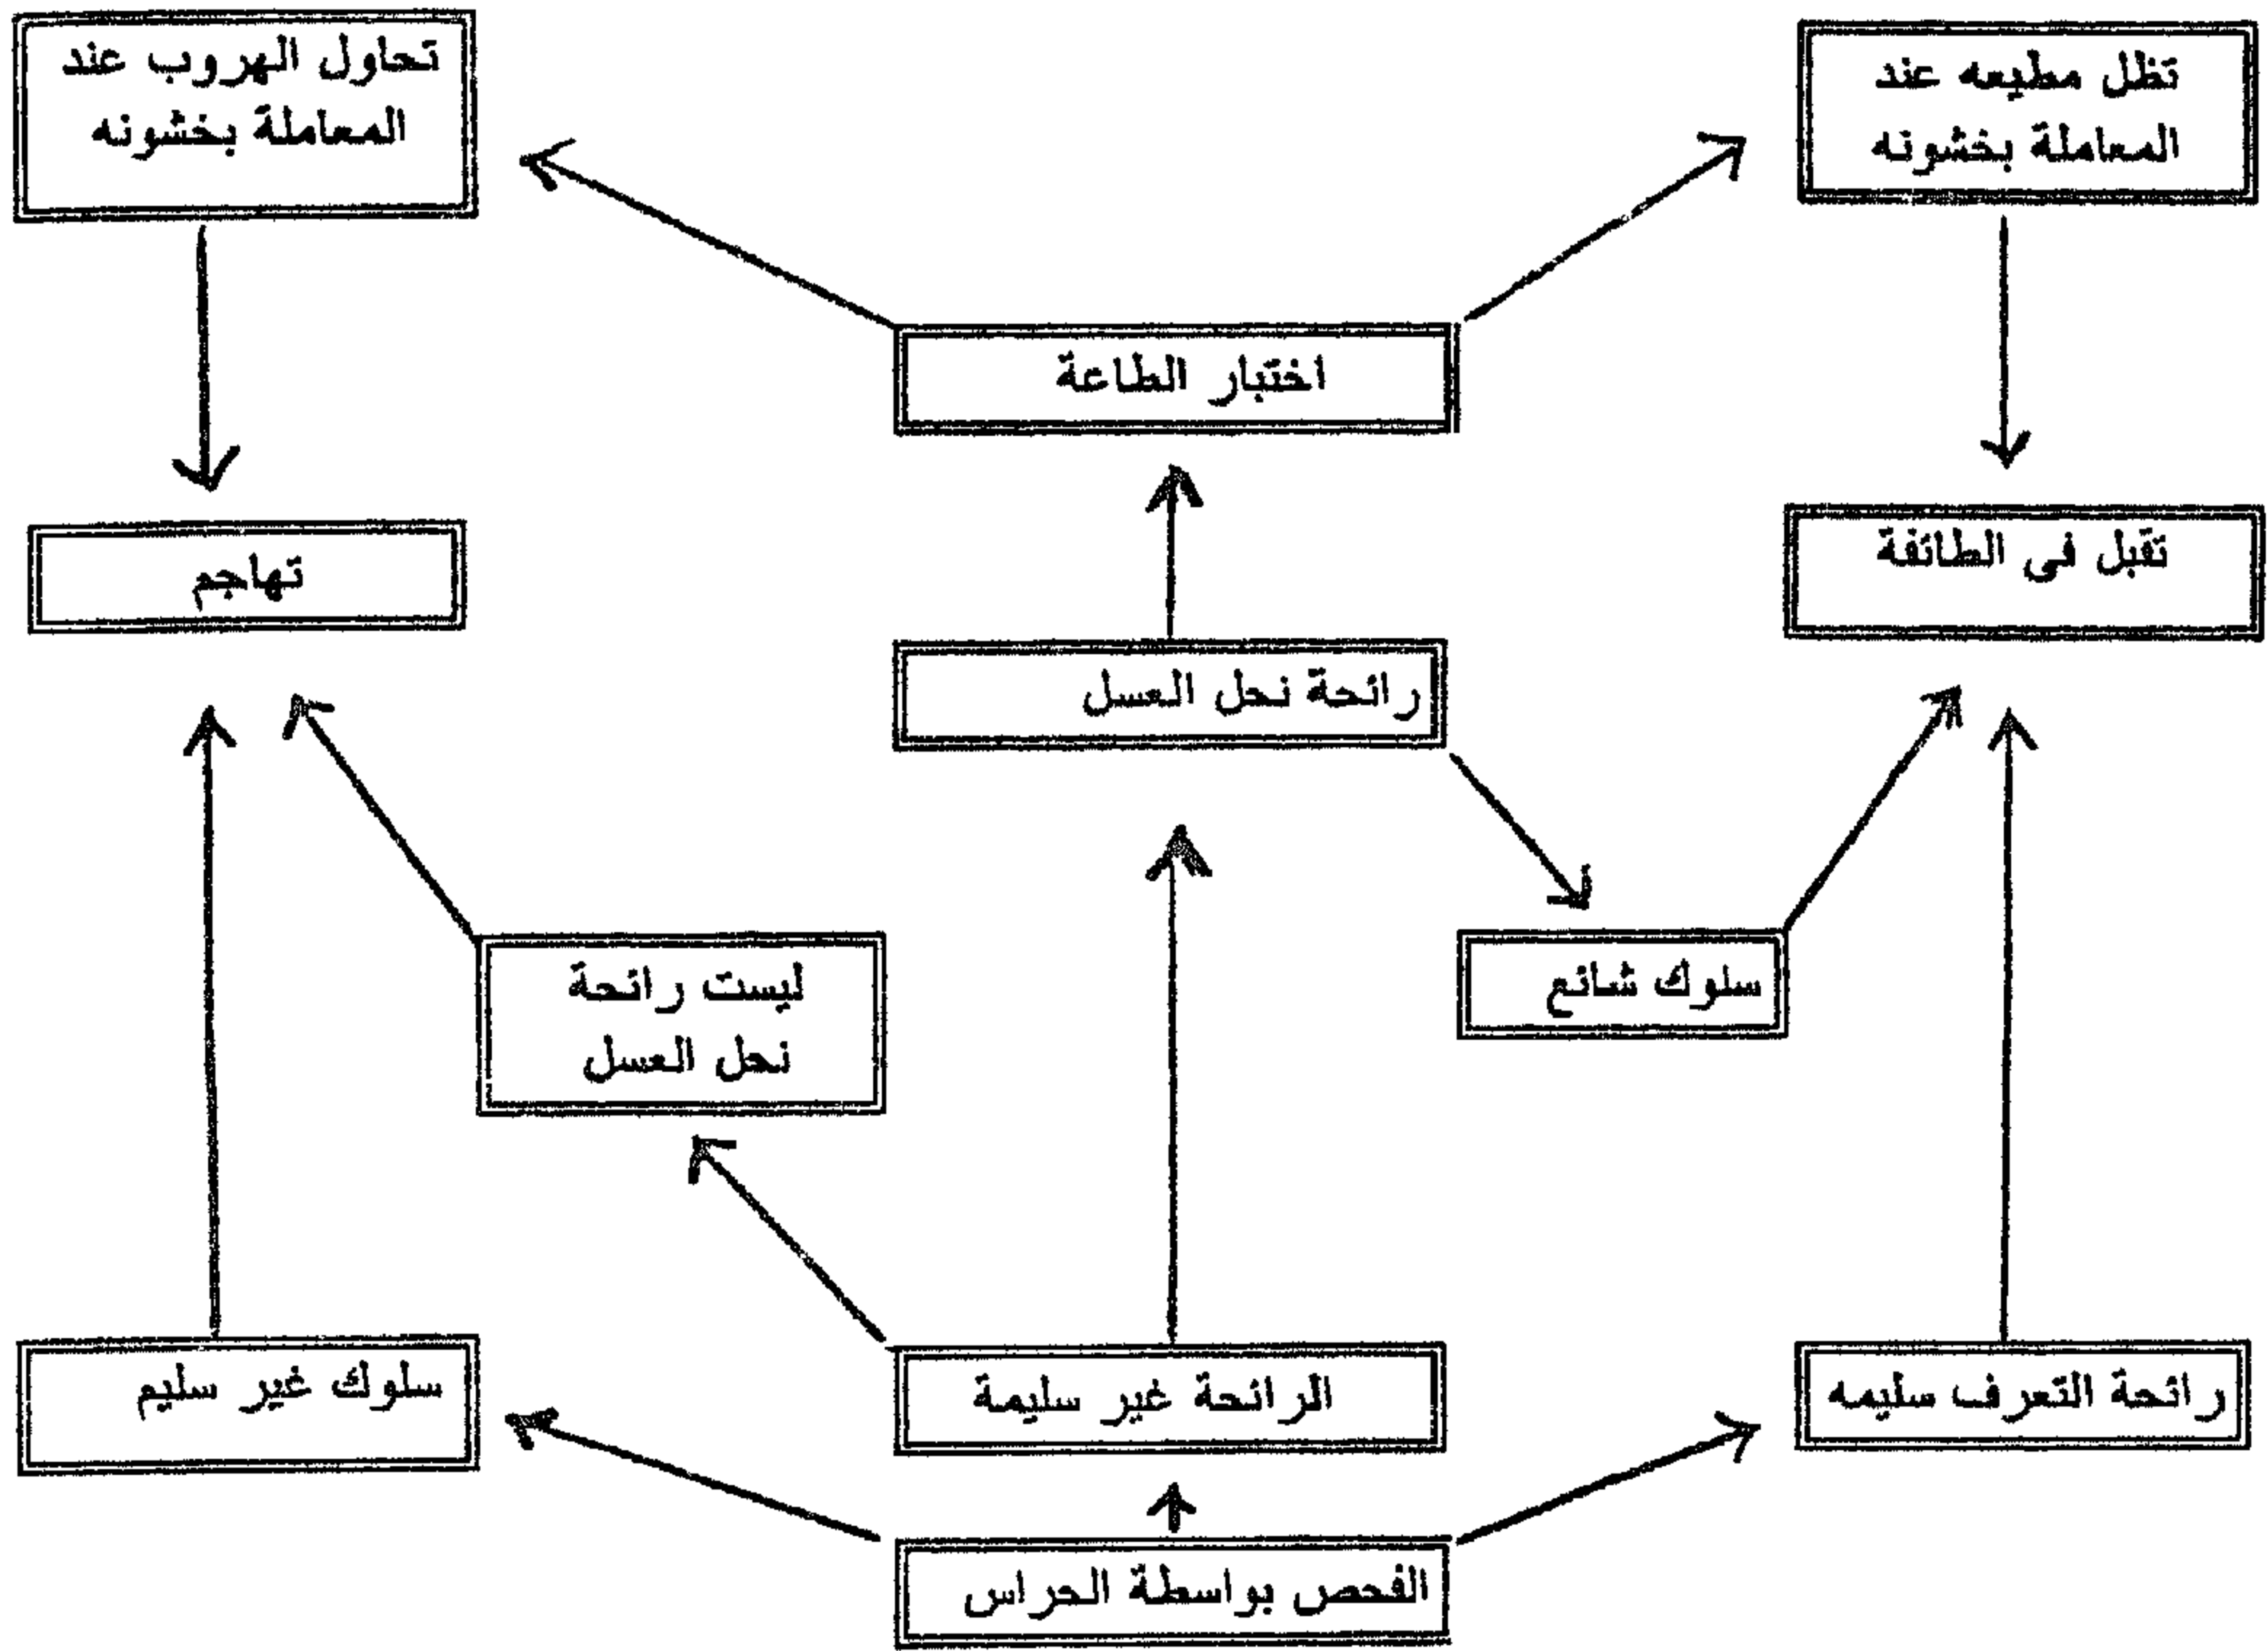 تظل مطيعه عند
المعاملة بخشونه
تحاول الهروب عند
المعاملة بخشونه
اختبار الطاعة
تقبل فى الطائفة
تهاجم
رائحة نحل العسل
سلوك شائع
ليست رائحة
نحل العسل
رائحة التعرف سليمه
الرائحة غير سليمة
سلوك غير سليم
الفحص بواسطة الحراس